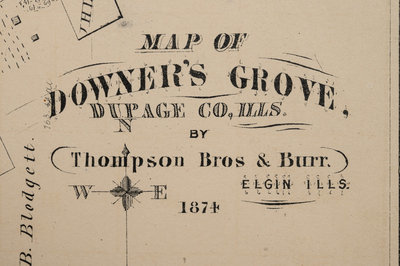 MAP OF
DOWNER'S GROVE,
DUPAGE CO, ILLS.
N
BY
Thompson Bros & Burr.
W E
ELGIN ILLS.
1874
B. Blodgett.